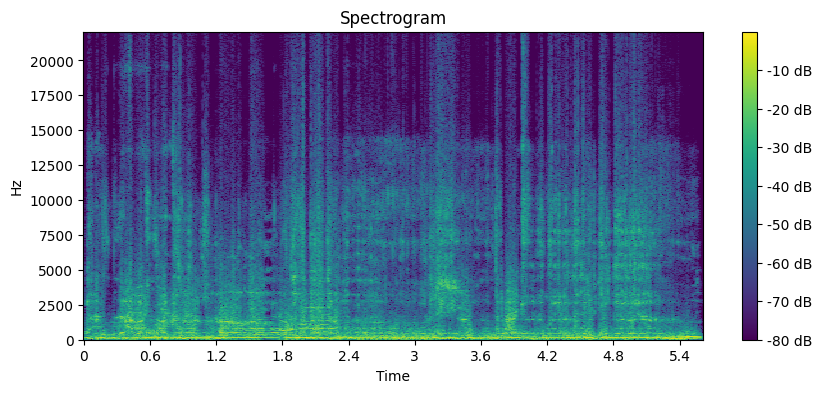 Spectrogram
20000
17500
15000
12500
10000
7500
5000
2500
0
Hz
0
0.6
1.2
1.8
2.4
3
3.6
4.2
4.8
5.4
Time
-10 dB
-20 dB
-30 dB
-40 dB
-50 dB
-60 dB
-70 dB
-80 dB